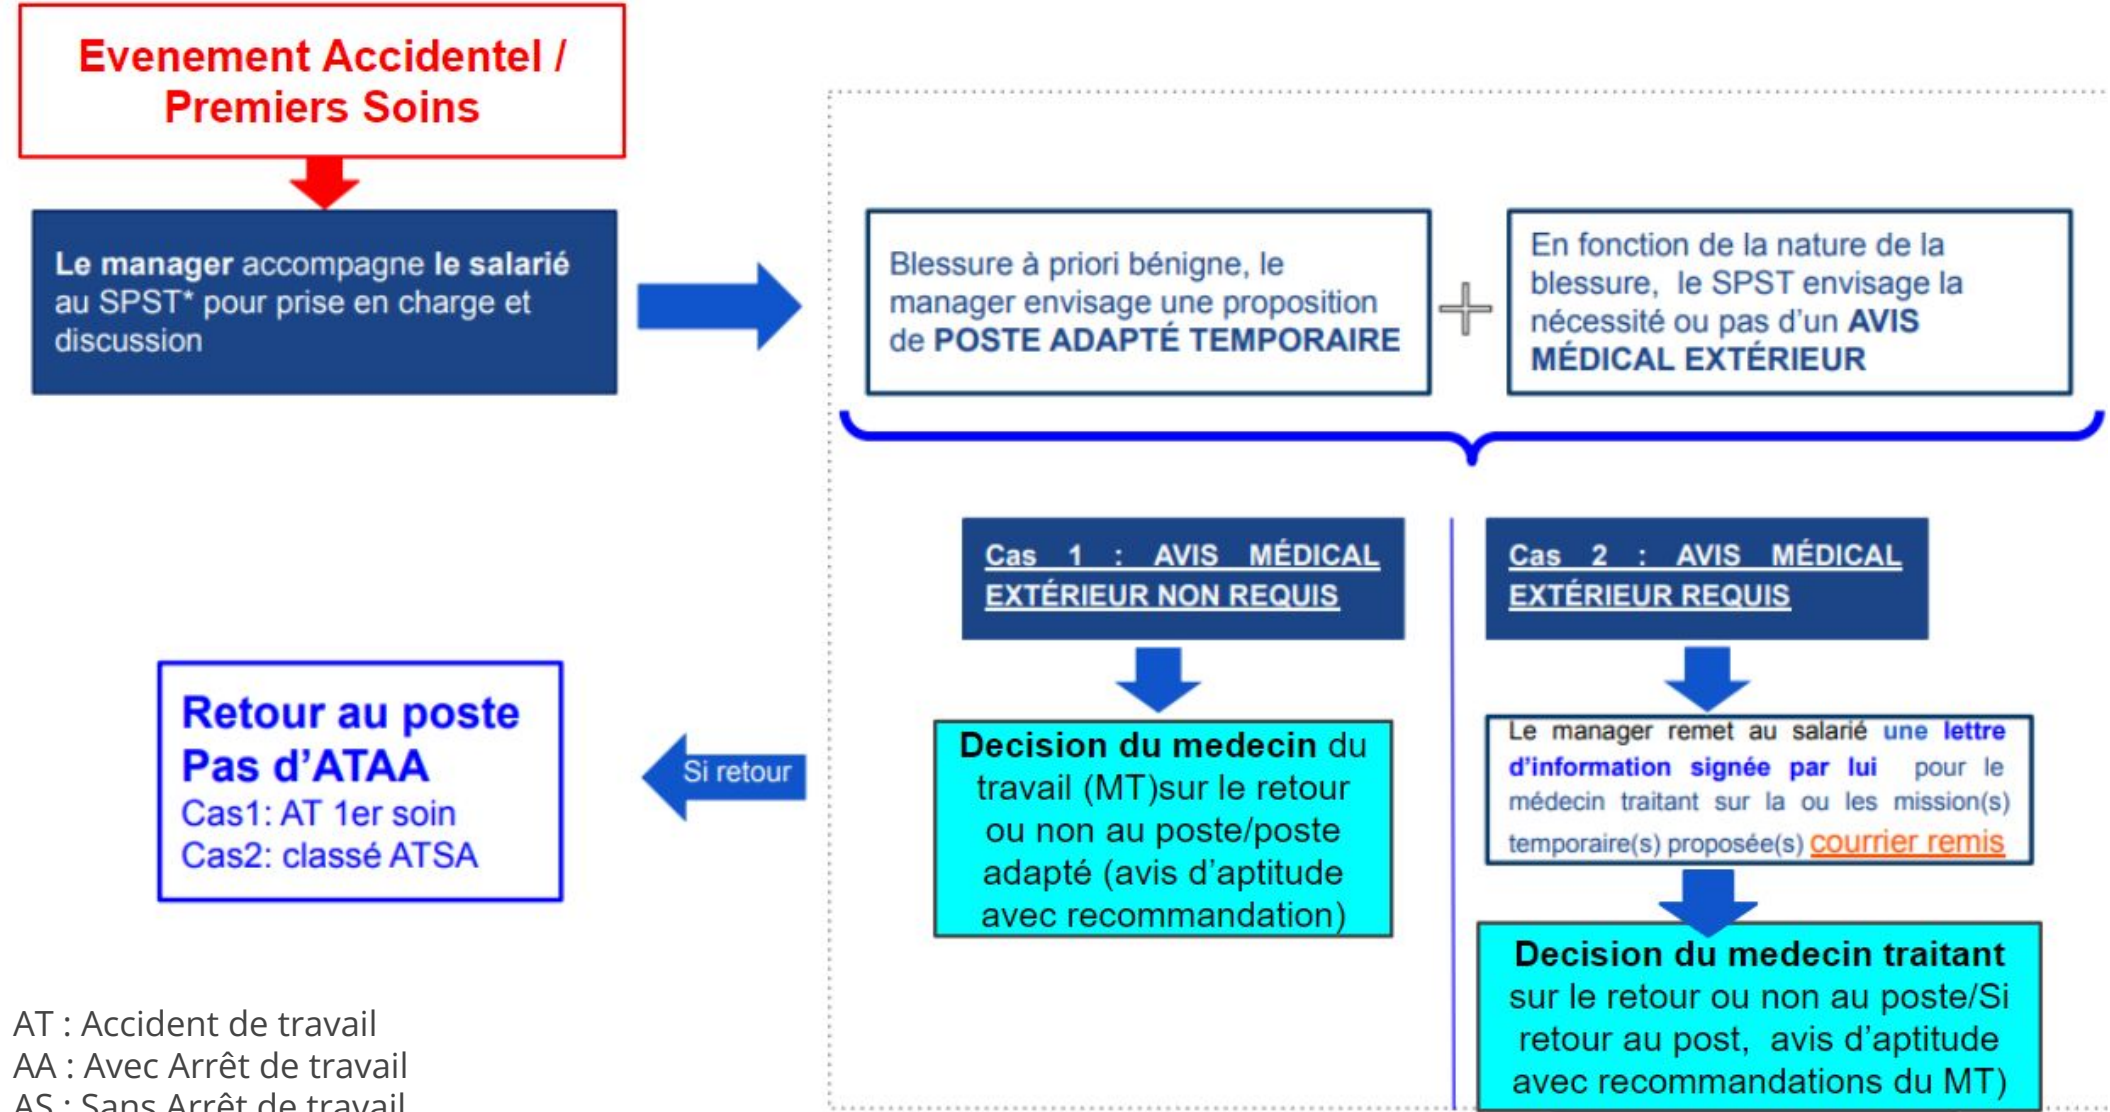 Evenement Accidentel /
Premiers Soins
Le manager accompagne le salarié
au SPST* pour prise en charge et
discussion
Blessure à priori bénigne, le
manager envisage une proposition
de POSTE ADAPTÉ TEMPORAIRE
En fonction de la nature de la
blessure, le SPST envisage la
nécessité ou pas d'un AVIS
MÉDICAL EXTÉRIEUR
Cas 1 : AVIS MÉDICAL
EXTÉRIEUR NON REQUIS
Cas 2 : AVIS MÉDICAL
EXTÉRIEUR REQUIS
Decision du medecin du
travail (MT)sur le retour
ou non au poste/poste
adapté (avis d'aptitude
avec recommandation)
Le manager remet au salarié une lettre
d'information signée par lui pour le
médecin traitant sur la ou les mission(s)
temporaire(s) proposée(s) courrier remis
Decision du medecin traitant
sur le retour ou non au poste/Si
retour au post, avis d'aptitude
avec recommandations du MT)
Si retour
Retour au poste
Pas d'ATAA
Cas1: AT 1er soin
Cas2: classé ATSA
AT : Accident de travail
AA : Avec Arrêt de travail
AS : Sans Arrêt de travail